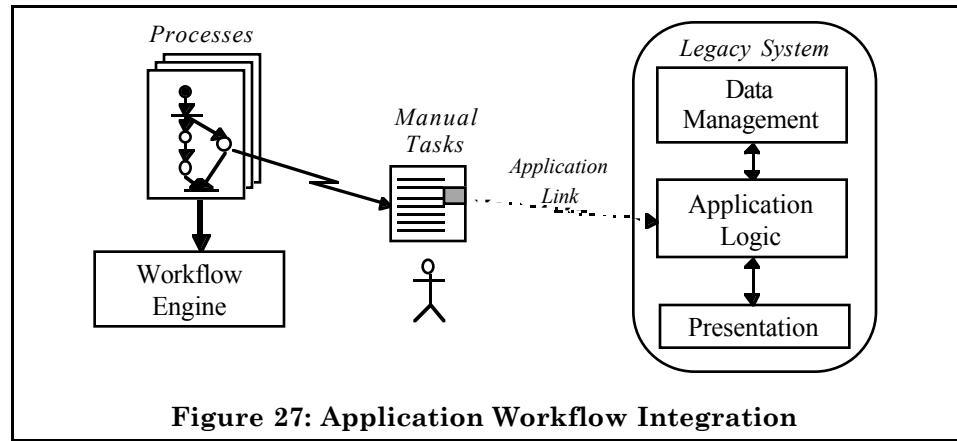 Processes
Workflow
Engine
Manual
Tasks
Application
Link
Legacy System
Data
Management
Application
Logic
Presentation
Figure 27: Application Workflow Integration